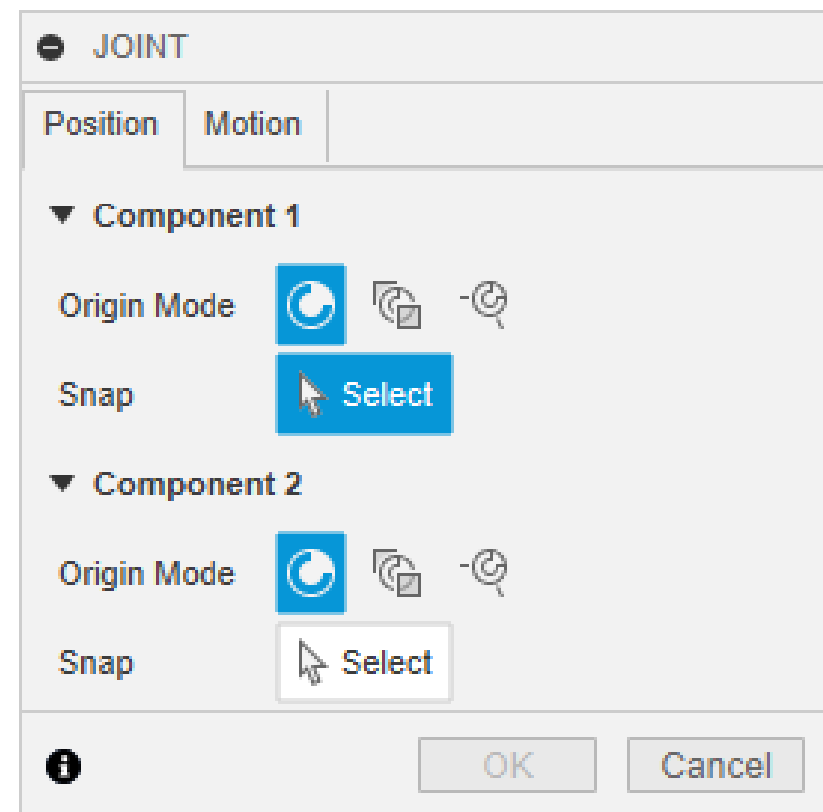 JOINT
Position Motion
Component 1
Origin Mode
Snap Select
Component 2
Origin Mode
Snap Select
OK Cancel